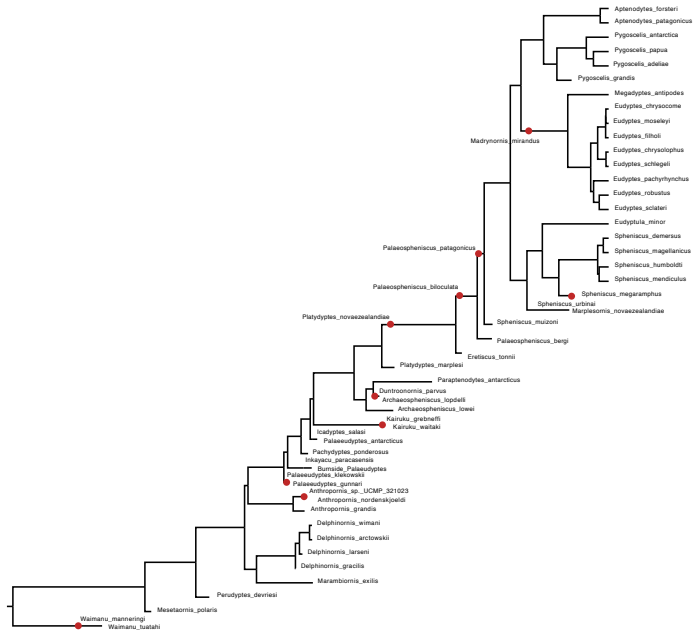 Aptenodytes_forsteri
Aptenodytes_patagonicus
Pygoscelis_antarctica
Pygoscelis_papua
Pygoscelis_adeliae
Pygoscelis_grandis
Megadyptes_antipodes
Eudyptes_chrysocome
Eudyptes_moseleyi
Eudyptes_filholi
Madrynornis_mirandus
Eudyptes_chrysolophus
Eudyptes_schlegeli
Eudyptes_pachyrhynchus
Eudyptes_robustus
Eudyptes_sclateri
Eudyptula_minor
Spheniscus_demersus
Palaeospheniscus_patagonicus
Spheniscus_magellanicus
Spheniscus_humboldti
Spheniscus_mendiculus
Palaeospheniscus_biloculata
Spheniscus_megaramphus
Spheniscus_urbinai
Marplesornis_novaezealandiae
Platydyptes_novaezealandiae
Spheniscus_muizoni
Palaeospheniscus_bergi
Eretiscus_tonnii
Platydyptes_marplesi
Paraptenodytes_antarcticus
Duntroonornis_parvus
Archaeospheniscus_lopdelli
Archaeospheniscus_lowei
Kairuku_grebneffi
Kairuku_waitaki
Icadyptes_salasi
Palaeeudyptes_antarcticus
Pachydyptes_ponderosus
Inkayacu_paracasensis
Burnside_Palaeudyptes
Palaeeudyptes_klekowskii
Palaeeudyptes_gunnari
Anthropornis_sp._UCMP_321023
Anthropornis_nordenskjoeldi
Anthropornis_grandis
Delphinornis_wimani
Delphinornis_arctowskii
Delphinornis_larseni
Delphinornis_gracilis
Marambiornis_exilis
Perudyptes_devriesi
Mesetaornis_polaris
Waimanu_manneringi
Waimanu_tuatahi